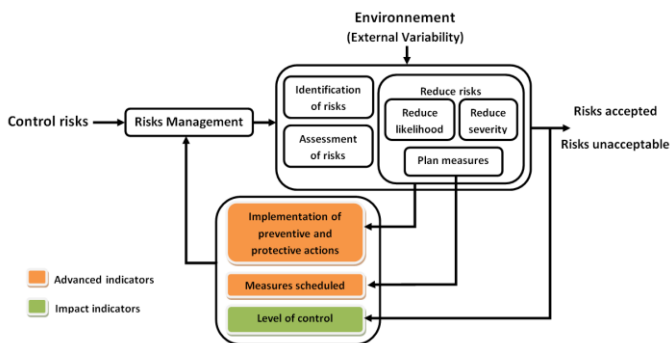 Environnement
(External Variability)
Control risks
Risks Management
Identification
of risks
Assessment
of risks
Reduce risks
Reduce
likelihood
Reduce
severity
Plan measures
Risks accepted
Risks unacceptable
Implementation of
preventive and
protective actions
Measures scheduled
Level of control
Advanced indicators
Impact indicators